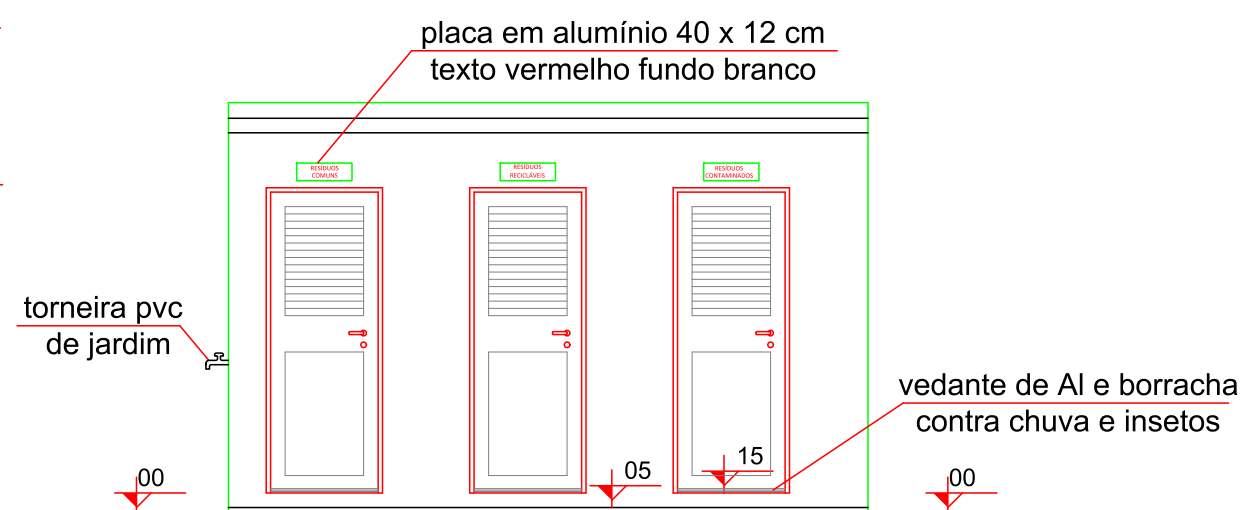 placa em alumínio 40 x 12 cm
texto vermelho fundo branco
RESÍDUOS
COMUNS
RESÍDUOS
RECICLÁVEIS
RESÍDUOS
CONTAMINADOS
torneira pvc
de jardim
vedante de Al e borracha
contra chuva e insetos
00
05
15
00